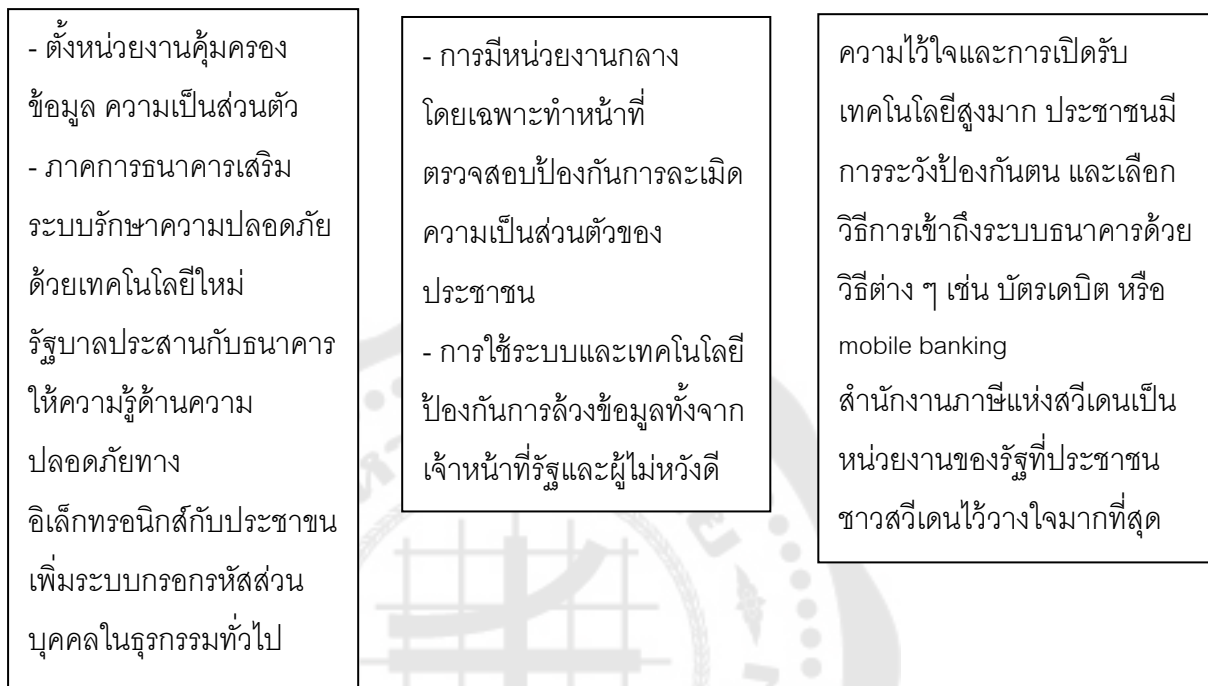 - ตั้งหน่วยงานคุ้มครอง
ข้อมูล ความเป็นส่วนตัว
- ภาคการธนาคารเสริม
ระบบรักษาความปลอดภัย
ด้วยเทคโนโลยีใหม่
รัฐบาลประสานกับธนาคาร
ให้ความรู้ด้านความ
ปลอดภัยทาง
อิเล็กทรอนิกส์กับประชาขน
เพิ่มระบบกรอกรหัสส่วน
บุคคลในธุรกรรมทั่วไป
- การมีหน่วยงานกลาง
โดยเฉพาะทำหน้าที่
ตรวจสอบป้องกันการละเมิด
ความเป็นส่วนตัวของ
ประชาชน
- การใช้ระบบและเทคโนโลยี
ป้องกันการล้วงข้อมูลทั้งจาก
เจ้าหน้าที่รัฐและผู้ไม่หวังดี
ความไว้ใจและการเปิดรับ
เทคโนโลยีสูงมาก ประชาชนมี
การระวังป้องกันตน และเลือก
วิธีการเข้าถึงระบบธนาคารด้วย
วิธีต่าง ๆ เช่น บัตรเดบิต หรือ
mobile banking
สำนักงานภาษีแห่งสวีเดนเป็น
หน่วยงานของรัฐที่ประชาชน
ชาวสวีเดนไว้วางใจมากที่สุด